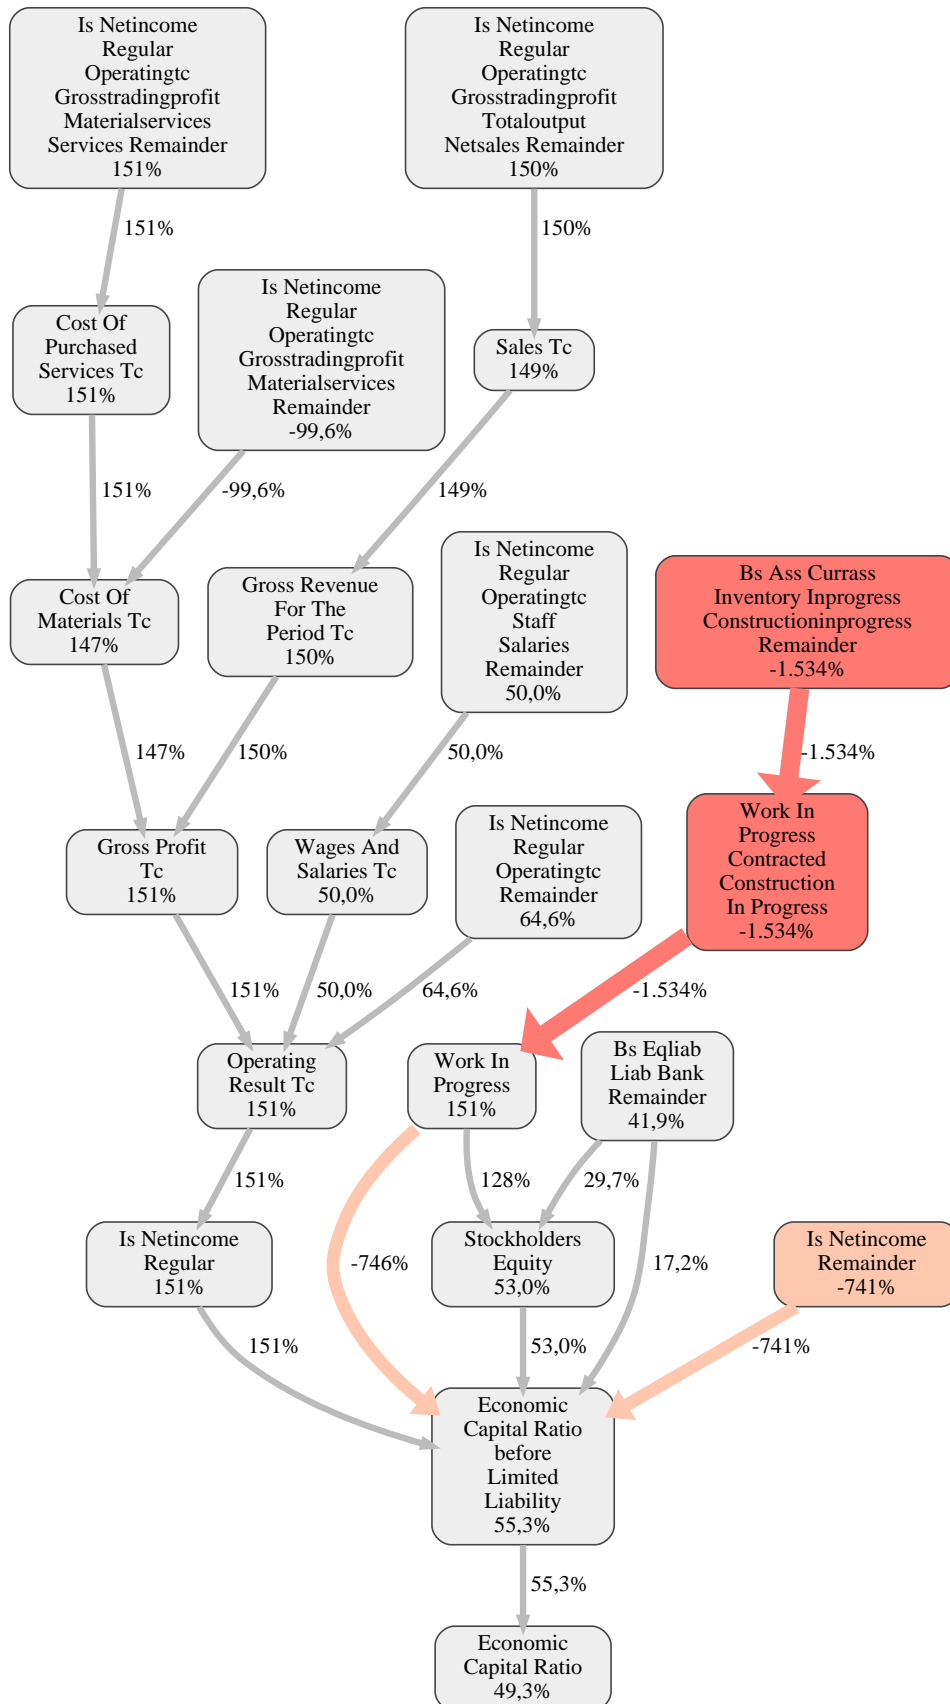 Is Netincome
Regular
Operatingtc
Grosstradingprofit
Materialservices
Services Remainder
151%
Is Netincome
Regular
Operatingtc
Grosstradingprofit
Totaloutput
Netsales Remainder
150%
151%
150%
Cost Of
Purchased
Services Tc
151%
Is Netincome
Regular
Operatingtc
Grosstradingprofit
Materialservices
Remainder
-99,6%
Sales Tc
149%
151%
-99,6%
149%
Cost Of
Materials Tc
147%
Gross Revenue
For The
Period Tc
150%
Is Netincome
Regular
Operatingtc
Staff
Salaries
Remainder
50,0%
Bs Ass Currass
Inventory Inprogress
Constructioninprogress
Remainder
-1.534%
147%
150%
50,0%
-1.534%
Gross Profit
Tc
151%
Wages And
Salaries Tc
50,0%
Is Netincome
Regular
Operatingtc
Remainder
64,6%
Work In
Progress
Contracted
Construction
In Progress
-1.534%
151%
50,0%
64,6%
-1.534%
Operating
Result Tc
151%
Work In
Progress
151%
Bs Eqliab
Liab Bank
Remainder
41,9%
151%
128%
29,7%
Is Netincome
Regular
151%
-746%
Stockholders
Equity
53,0%
17,2%
Is Netincome
Remainder
-741%
151%
53,0%
-741%
Economic
Capital Ratio
before
Limited
Liability
55,3%
55,3%
Economic
Capital Ratio
49,3%